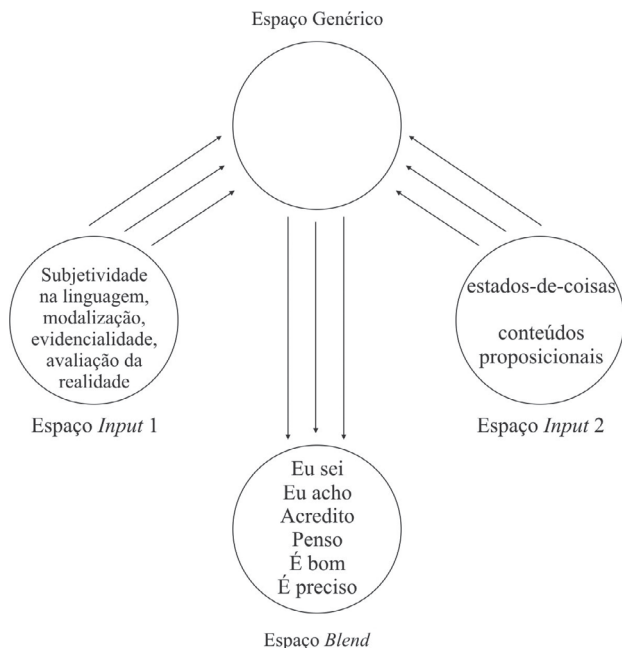 Espaço Genérico
Subjetividade
na linguagem,
modalização,
evidencialidade,
avaliação da
realidade
Espaço Input 1
estados-de-coisas
conteúdos
proposicionais
Espaço Input 2
Eu sei
Eu acho
Acredito
Penso
É bom
É preciso
Espaço Blend